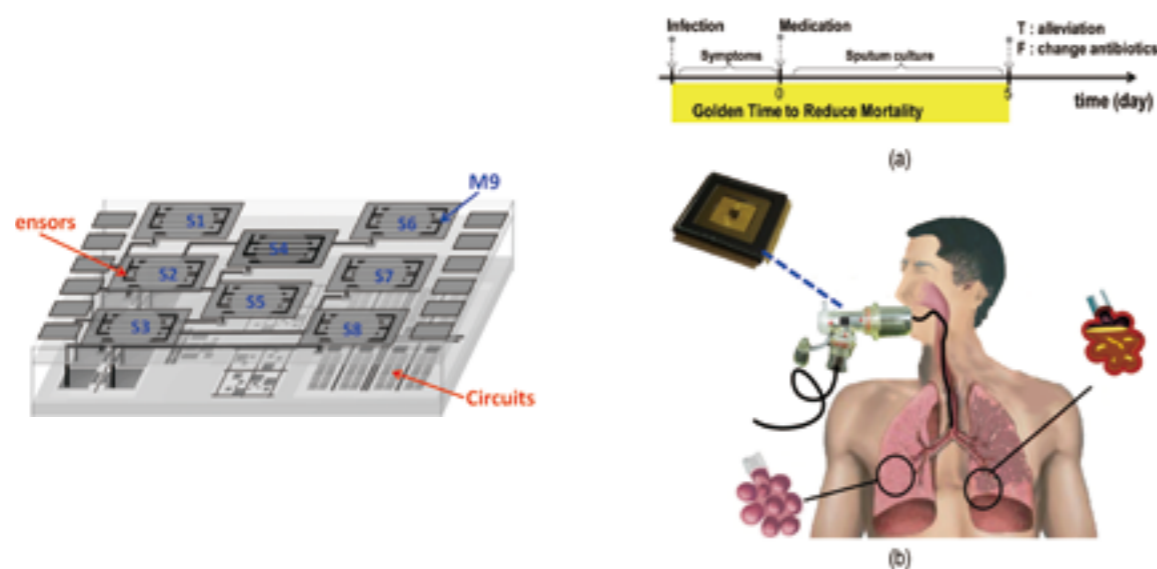 ensors
M9
S1
S6
S4
S2
S7
S5
S3
S8
Circuits
Infection
Medication
T : alleviation
F : change antibiotics
Symptoms
Sputum culture
0
5
time (day)
Golden Time to Reduce Mortality
(a)
(b)